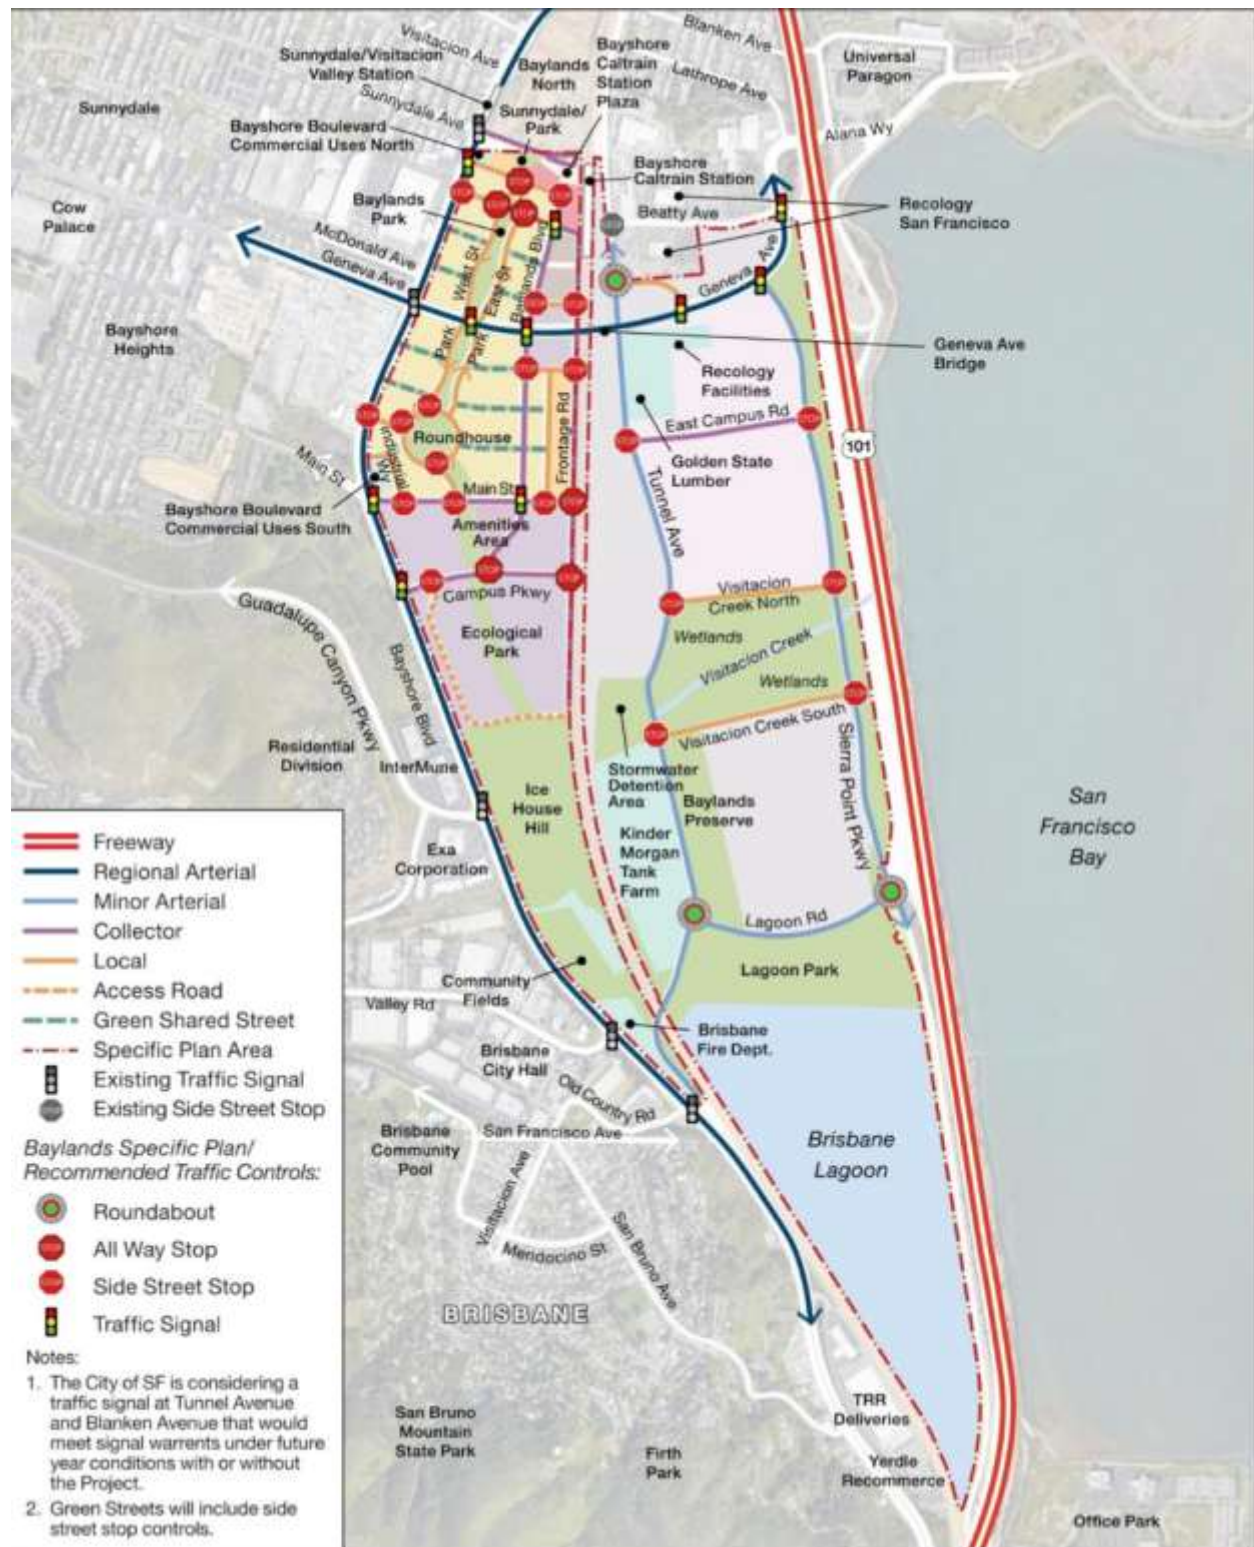 Visitacion Ave
Sunnydale/Visitacion
Valley Station
Sunnydale Ave
Sunnydale
Bayshore Boulevard
Commercial Uses North
Baylands
North
Sunnydale/
Park
Bayshore
Caltrain
Station
Plaza
Blanken Ave
Lathrope Ave
Universal
Paragon
Alana Wy
Bayshore
Caltrain Station
Beatty Ave
Recology
San Francisco
Cow
Palace
Baylands
Park
McDonald Ave
Geneva Ave
West St
Park
East St
Park
Baylands Blvd
Geneva Ave
Geneva Ave
Bridge
Bayshore
Heights
Recology
Facilities
East Campus Rd
Golden State
Lumber
101
Roundhouse
Industrial
Frontage Rd
Main St
Main St
Bayshore Boulevard
Commercial Uses South
Amenities
Area
Tunnel Ave
Campus Pkwy
Visitacion
Creek North
Guadalupe Canyon Pkwy
Ecological
Park
Bayshore Blvd
Wetlands
Visitacion Creek
Wetlands
Visitacion Creek South
Sierra Point Pkwy
Residential
Division
InterMune
Ice
House
Hill
Stormwater
Detention
Area
Baylands
Preserve
Kinder
Morgan
Tank
Farm
Exa
Corporation
Lagoon Rd
Lagoon Park
San
Francisco
Bay
Community
Fields
Valley Rd
Brisbane
City Hall
Brisbane
Fire Dept.
Old Country Rd
San Francisco Ave
Brisbane
Community
Pool
Visitacion Ave
Mendocino St
San Bruno Ave
Brisbane
Lagoon
BRISBANE
San Bruno
Mountain
State Park
Firth
Park
TRR
Deliveries
Yerdle
Recommerce
Office Park
Freeway
Regional Arterial
Minor Arterial
Collector
Local
Access Road
Green Shared Street
Specific Plan Area
Existing Traffic Signal
Existing Side Street Stop
Baylands Specific Plan/
Recommended Traffic Controls:
Roundabout
All Way Stop
Side Street Stop
Traffic Signal
Notes:
1. The City of SF is considering a
traffic signal at Tunnel Avenue
and Blanken Avenue that would
meet signal warrents under future
year conditions with or without
the Project.
2. Green Streets will include side
street stop controls.